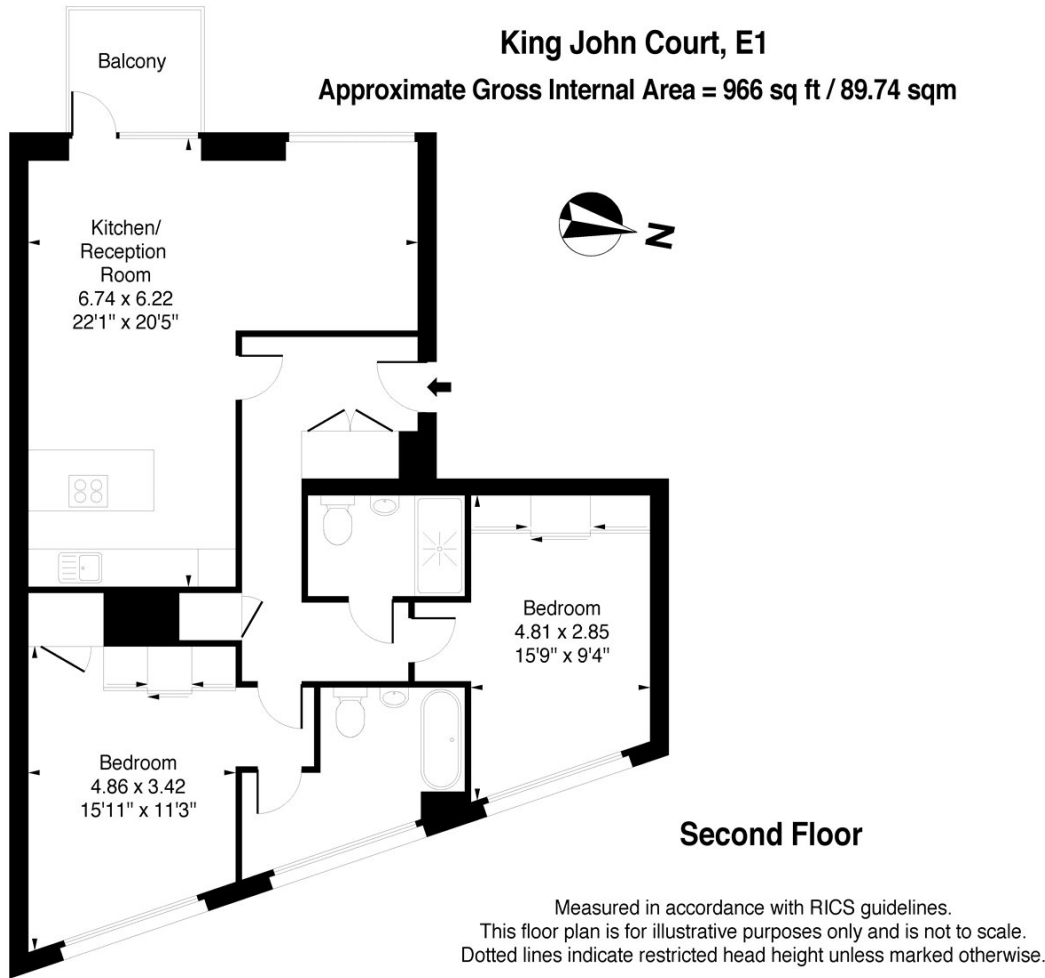 King John Court, E1
Approximate Gross Internal Area = 966 sq ft / 89.74 sqm
Balcony
N
Kitchen/
Reception
Room
6.74 x 6.22
22'1" x 20'5"
Bedroom
4.81 x 2.85
15'9" x 9'4"
Bedroom
4.86 x 3.42
15'11" x 11'3"
Second Floor
Measured in accordance with RICS guidelines.
This floor plan is for illustrative purposes only and is not to scale.
Dotted lines indicate restricted head height unless marked otherwise.